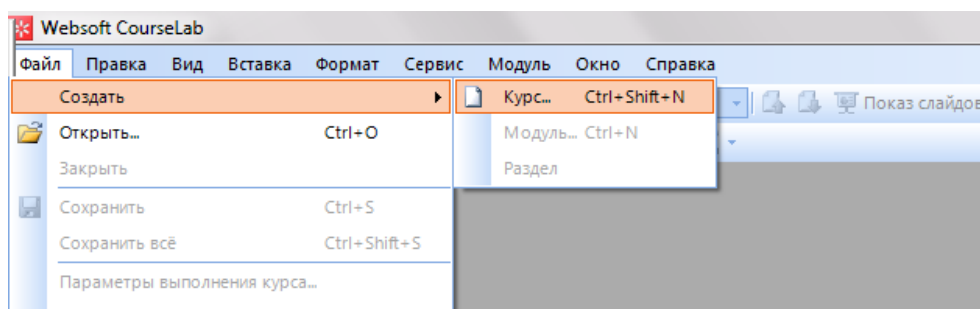 Websoft CourseLab
Файл Правка Вид Вставка Формат Сервис Модуль Окно Справка
Создать Курс... Ctrl+Shift+N Показ слайдов
Открыть... Ctrl+O Модуль... Ctrl+N
Закрыть Раздел
Сохранить Ctrl+S
Сохранить всё Ctrl+Shift+S
Параметры выполнения курса...